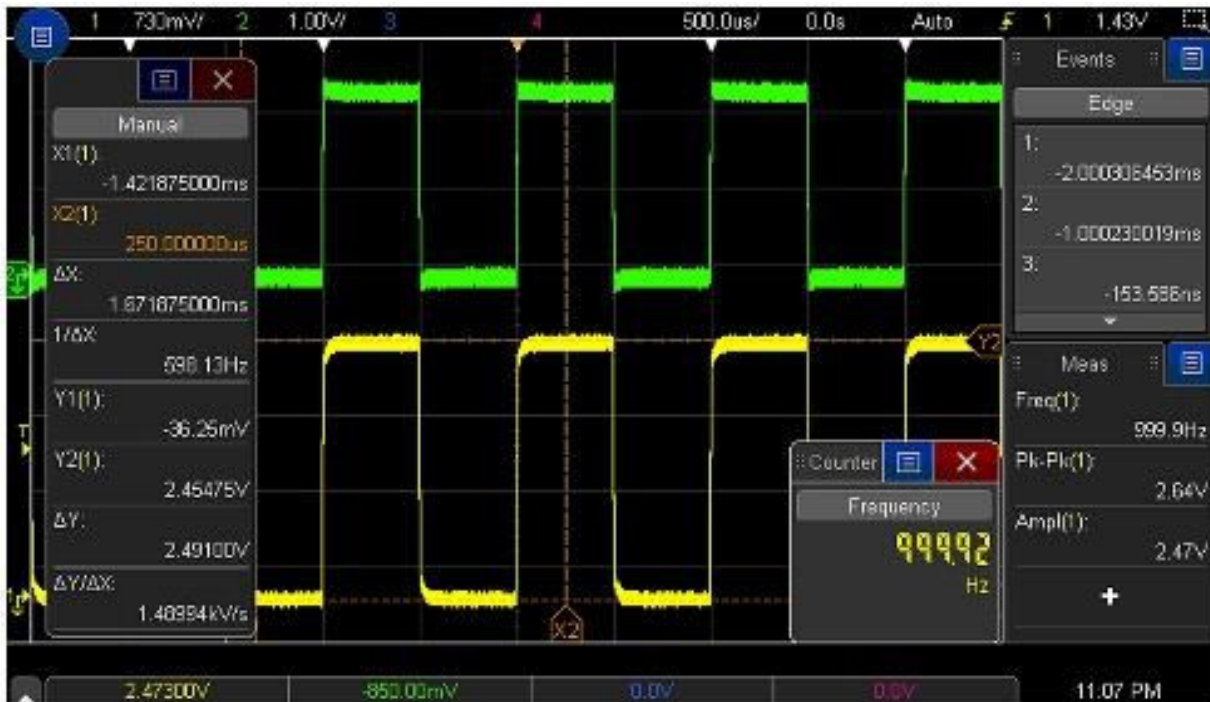 1 730mV/ 2 1.00V/ 3 4 500.0us/ 0.0s Auto 1 1.43V
Manual
X1(1):
-1.421875000ms
X2(1):
250.000000us
ΔX:
1.671875000ms
1/ΔX:
598.13Hz
Y1(1):
-36.25mV
Y2(1):
2.45475V
ΔY:
2.49100V
ΔY/ΔX:
1.48994kV/s
2
T
1
Y2
X2
Counter
Frequency
999.92
Hz
Events
Edge
1:
-2.000306453ms
2:
-1.000230019ms
3:
-153.586ns
Meas
Freq(1):
999.9Hz
Pk-Pk(1):
2.64V
Ampl(1):
2.47V
+
2.47300V -850.00mV 0.0V 0.0V 11:07 PM